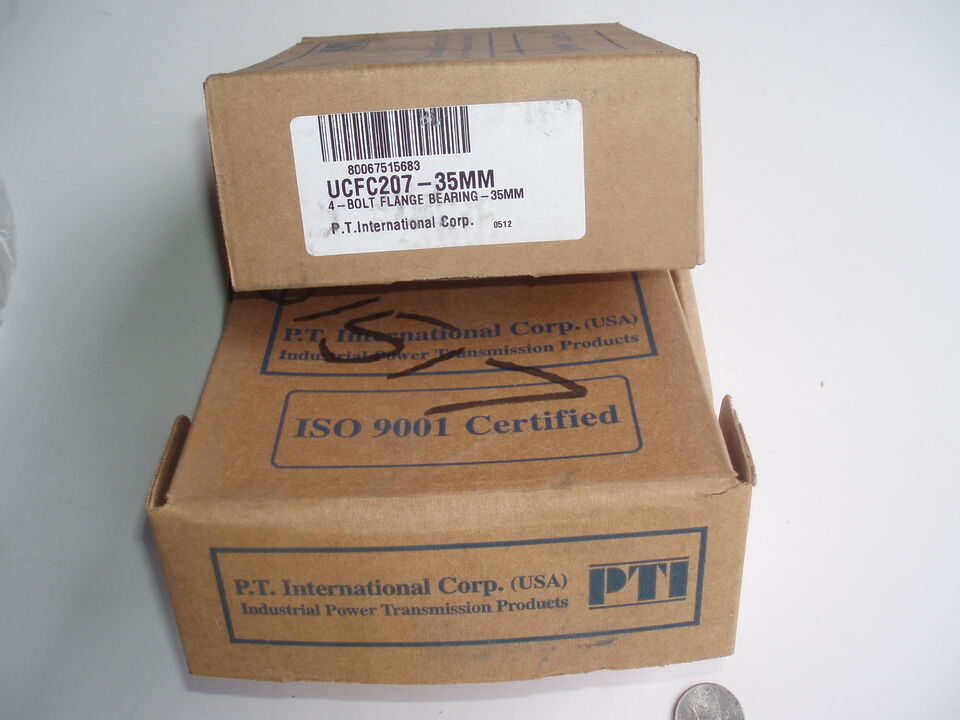 80067515683
UCFC207-35MM
4-BOLT FLANGE BEARING-35MM
P.T.International Corp. 0512
P.T. International Corp. (USA)
Industrial Power Transmission Products
ISO 9001 Certified
P.T. International Corp. (USA)
Industrial Power Transmission Products
PTI